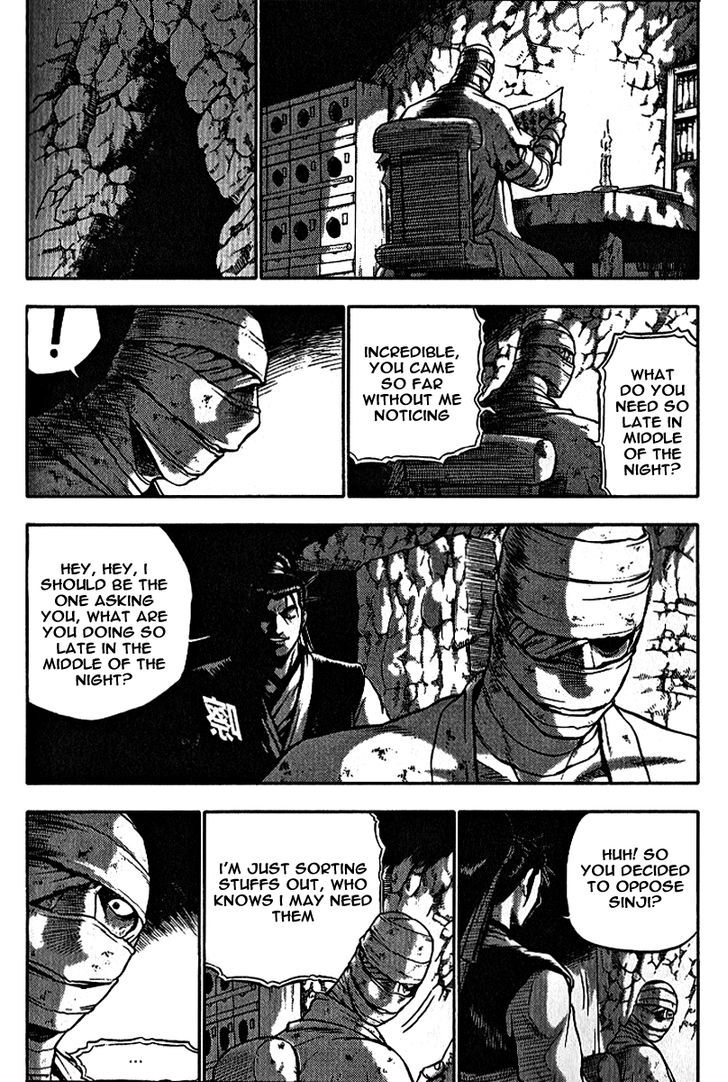 !
INCREDIBLE,
YOU CAME
SO FAR
WITHOUT ME
NOTICING
WHAT
DO YOU
NEED SO
LATE IN
MIDDLE
OF THE
NIGHT?
HEY, HEY, I
SHOULD BE THE
ONE ASKING
YOU, WHAT ARE
YOU DOING SO
LATE IN THE
MIDDLE OF THE
NIGHT?
...
I'M JUST SORTING
STUFFS OUT, WHO
KNOWS I MAY NEED
THEM
HUH! SO
YOU DECIDED
TO OPPOSE
SINJI?